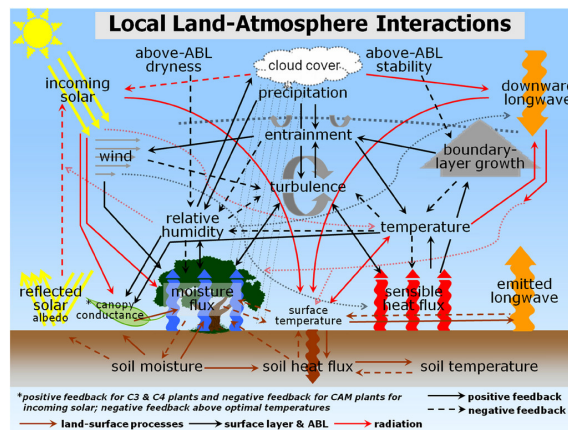 Local Land-Atmosphere Interactions
above-ABL
dryness
cloud cover
above-ABL
stability
incoming
solar
precipitation
downward
longwave
entrainment
wind
boundary-
layer growth
turbulence
relative
humidity
temperature
reflected
solar
albedo
canopy
conductance
moisture
flux
surface
temperature
sensible
heat flux
emitted
longwave
soil moisture
soil heat flux
soil temperature
*positive feedback for C3 & C4 plants and negative feedback for CAM plants for
incoming solar; negative feedback above optimal temperatures
positive feedback
negative feedback
land-surface processes
surface layer & ABL
radiation